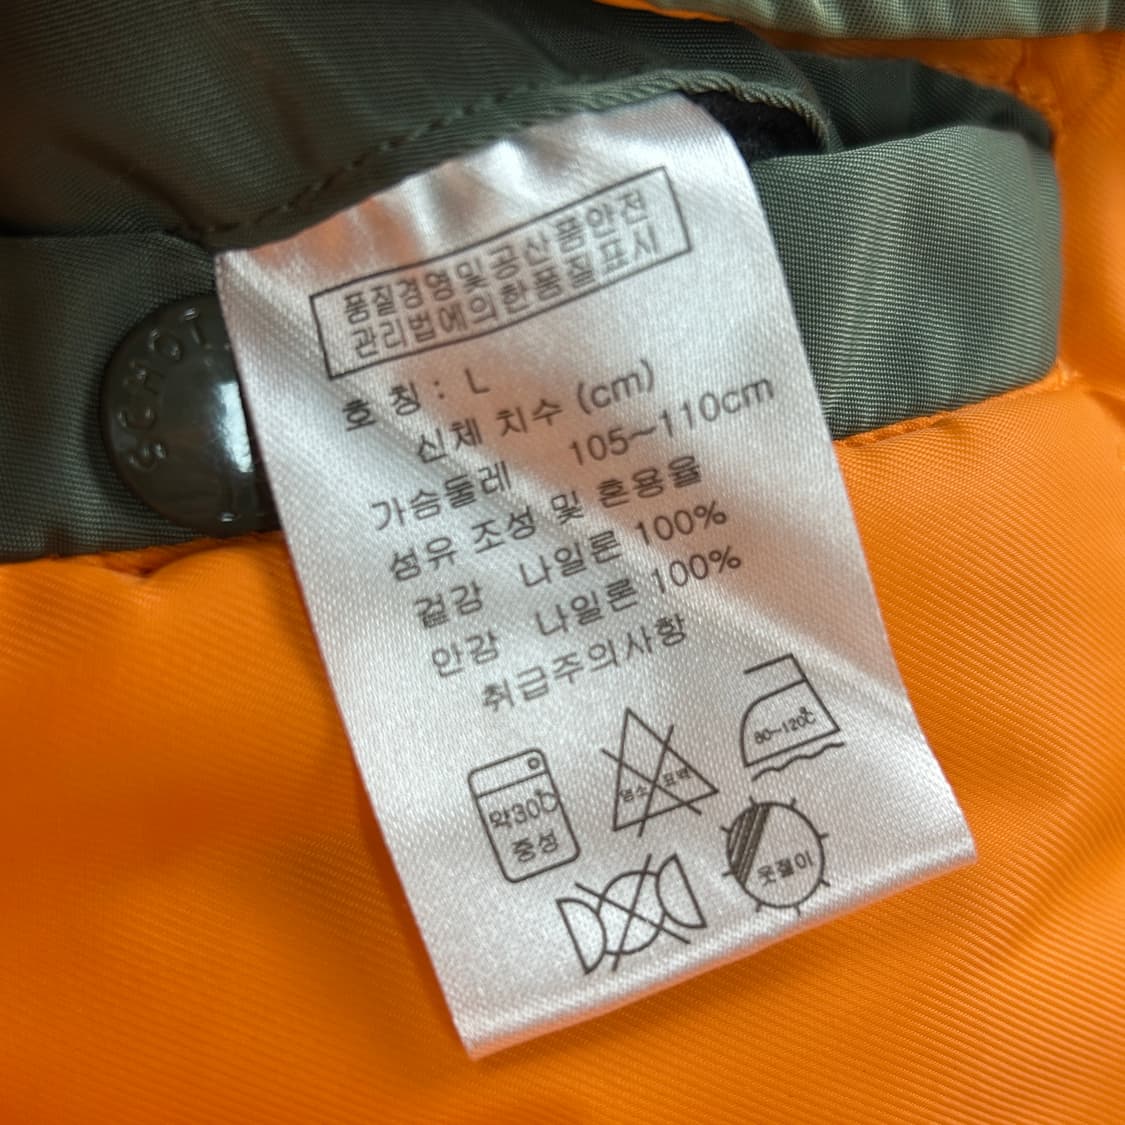 품질경영및공산품안전
관리법에의한품질표시
호 칭 : L
신체 치수 (cm)
가슴둘레 105~110cm
섬유 조성 및 혼용율
겉감 나일론 100%
안감 나일론 100%
취급주의사항
80~120℃
약30℃
중성
염소 표백
옷걸이
SCHOT